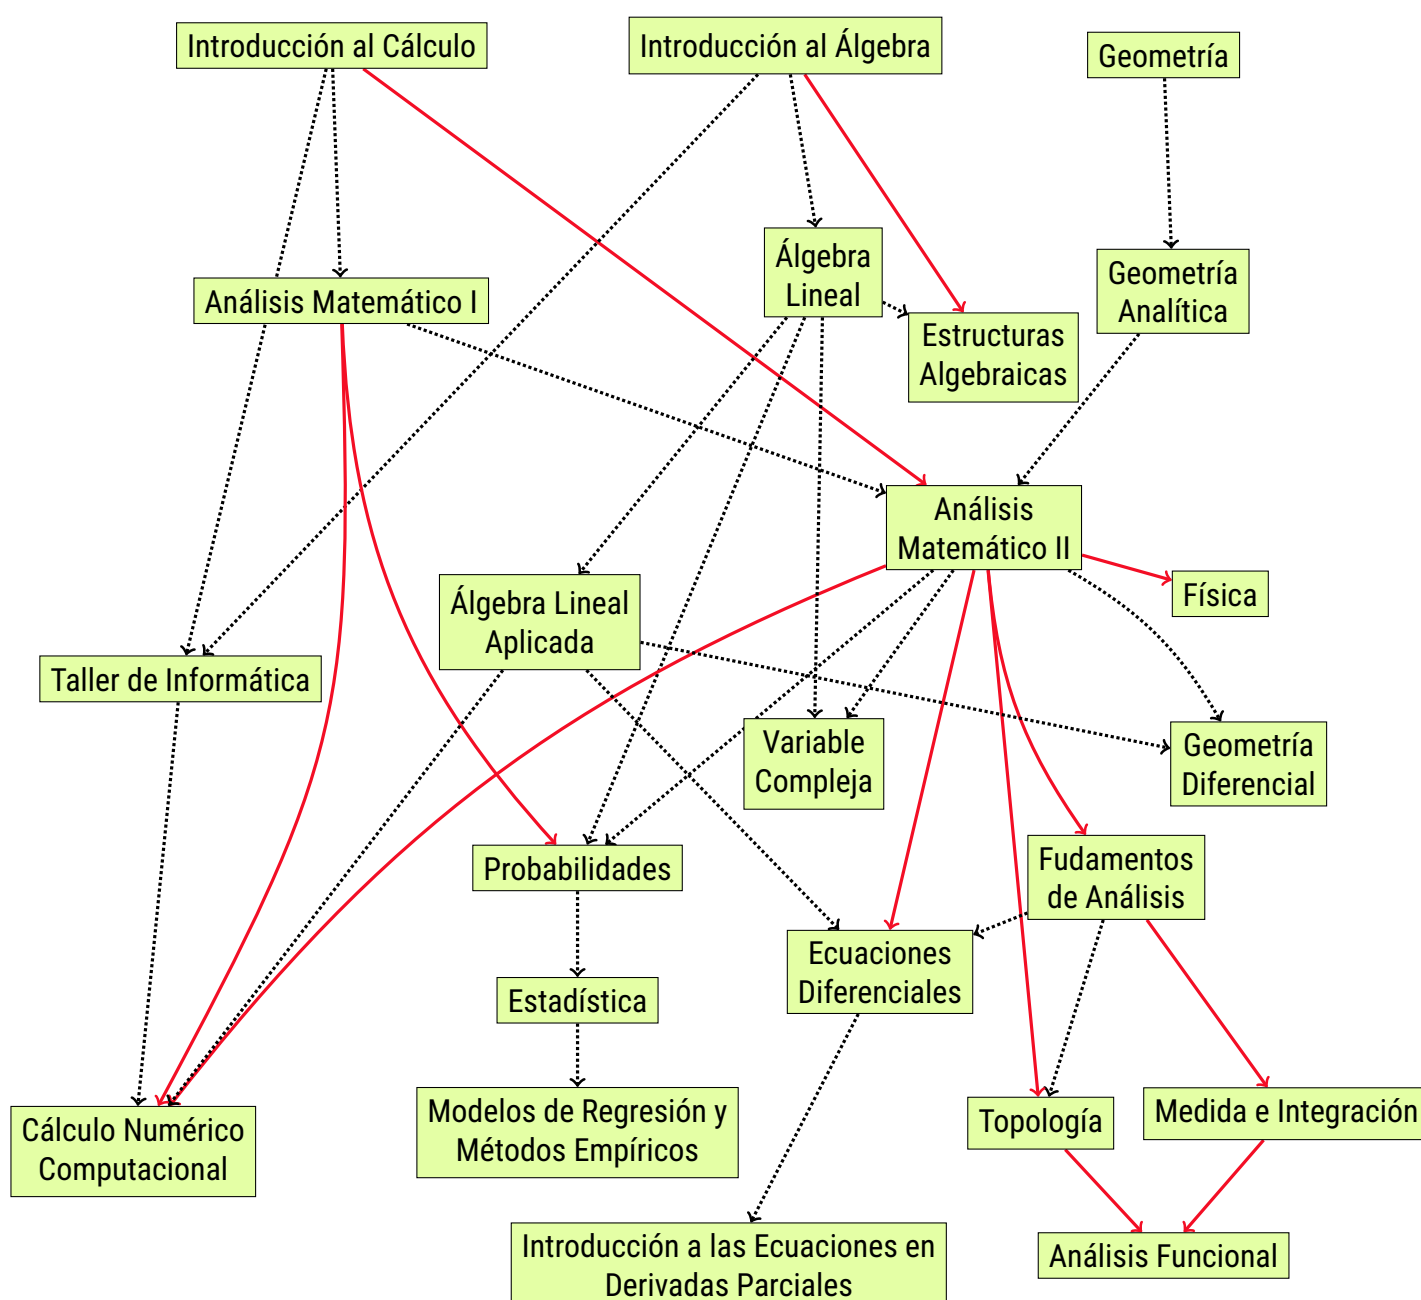 Introducción al Cálculo
Introducción al Álgebra
Geometría
Álgebra
Lineal
Geometría
Analítica
Análisis Matemático I
Estructuras
Algebraicas
Análisis
Matemático II
Física
Álgebra Lineal
Aplicada
Taller de Informática
Variable
Compleja
Geometría
Diferencial
Probabilidades
Fudamentos
de Análisis
Ecuaciones
Diferenciales
Estadística
Modelos de Regresión y
Métodos Empíricos
Topología
Medida e Integración
Cálculo Numérico
Computacional
Introducción a las Ecuaciones en
Derivadas Parciales
Análisis Funcional